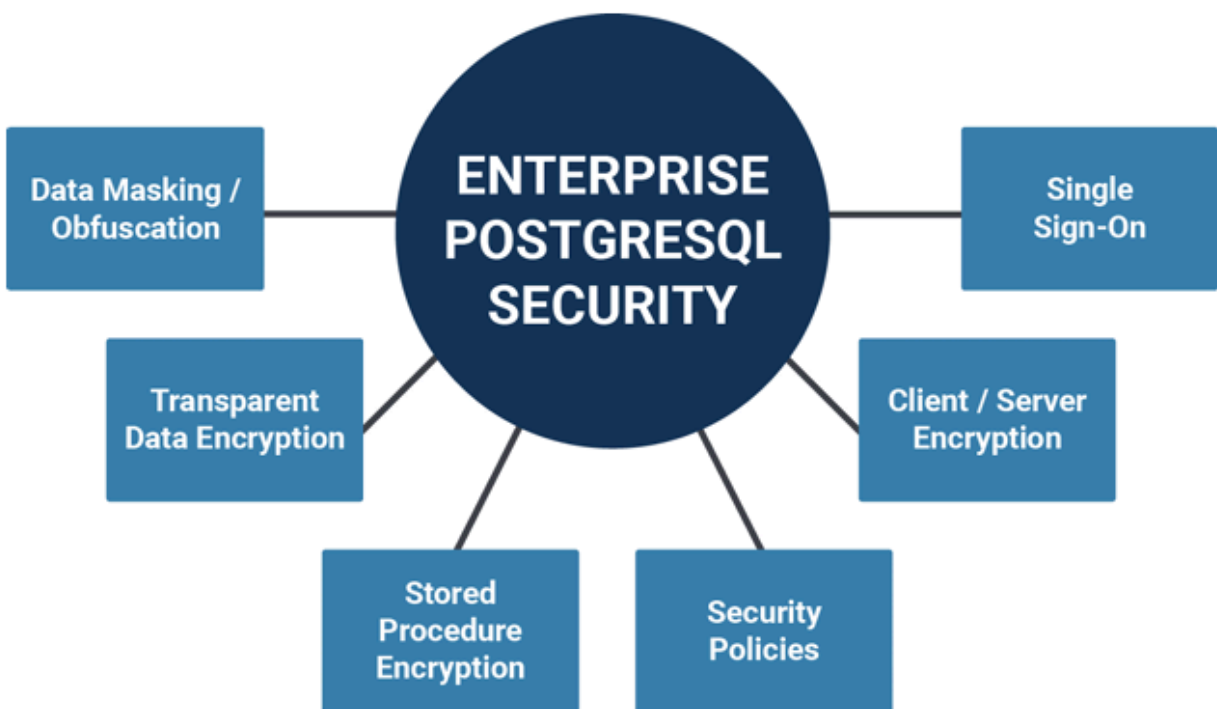 ENTERPRISE
POSTGRESQL
SECURITY
Data Masking /
Obfuscation
Transparent
Data Encryption
Stored
Procedure
Encryption
Security
Policies
Client / Server
Encryption
Single
Sign-On